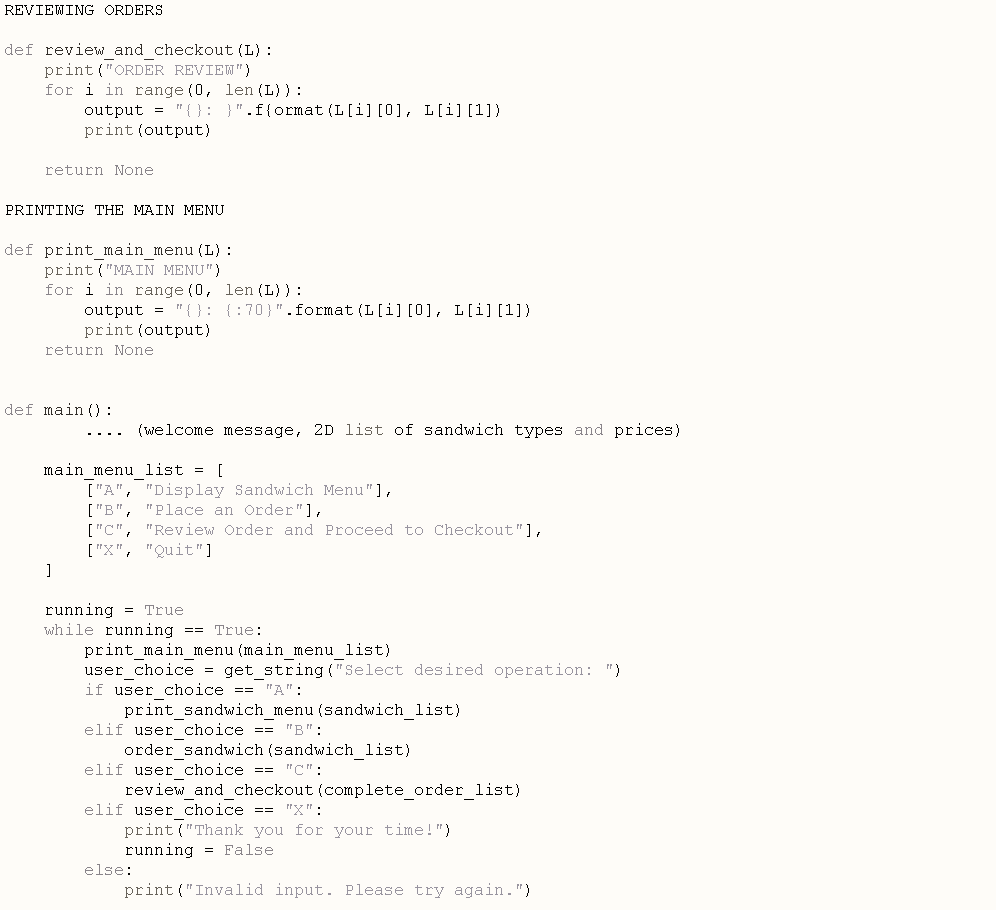 REVIEWING ORDERS

def review_and_checkout(L):
    print("ORDER REVIEW")
    for i in range(0, len(L)):
        output = "{}: }".f{ormat(L[i][0], L[i][1])
        print(output)

    return None

PRINTING THE MAIN MENU

def print_main_menu(L):
    print("MAIN MENU")
    for i in range(0, len(L)):
        output = "{}: {:70}".format(L[i][0], L[i][1])
        print(output)
    return None


def main():
        .... (welcome message, 2D list of sandwich types and prices)

    main_menu_list = [
        ["A", "Display Sandwich Menu"],
        ["B", "Place an Order"],
        ["C", "Review Order and Proceed to Checkout"],
        ["X", "Quit"]
    ]

    running = True
    while running == True:
        print_main_menu(main_menu_list)
        user_choice = get_string("Select desired operation: ")
        if user_choice == "A":
            print_sandwich_menu(sandwich_list)
        elif user_choice == "B":
            order_sandwich(sandwich_list)
        elif user_choice == "C":
            review_and_checkout(complete_order_list)
        elif user_choice == "X":
            print("Thank you for your time!")
            running = False
        else:
            print("Invalid input. Please try again.")